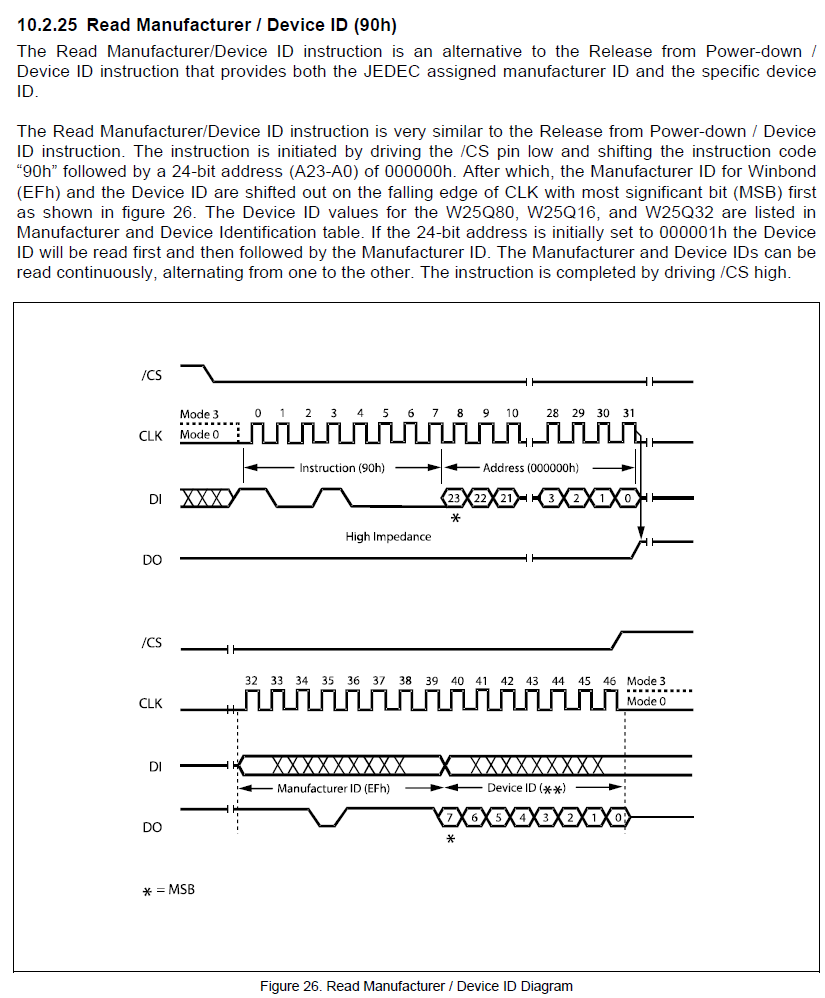 10.2.25 Read Manufacturer / Device ID (90h)
The Read Manufacturer/Device ID instruction is an alternative to the Release from Power-down /
Device ID instruction that provides both the JEDEC assigned manufacturer ID and the specific device
ID.
The Read Manufacturer/Device ID instruction is very similar to the Release from Power-down / Device
ID instruction. The instruction is initiated by driving the /CS pin low and shifting the instruction code
“90h” followed by a 24-bit address (A23-A0) of 000000h. After which, the Manufacturer ID for Winbond
(EFh) and the Device ID are shifted out on the falling edge of CLK with most significant bit (MSB) first
as shown in figure 26. The Device ID values for the W25Q80, W25Q16, and W25Q32 are listed in
Manufacturer and Device Identification table. If the 24-bit address is initially set to 000001h the Device
ID will be read first and then followed by the Manufacturer ID. The Manufacturer and Device IDs can be
read continuously, alternating from one to the other. The instruction is completed by driving /CS high.
/CS
Mode 3 0 1 2 3 4 5 6 7 8 9 10 28 29 30 31
CLK Mode 0
Instruction (90h) Address (000000h)
DI 23 22 21 3 2 1 0
*
High Impedance
DO
/CS
32 33 34 35 36 37 38 39 40 41 42 43 44 45 46 Mode 3
CLK Mode 0
DI
Manufacturer ID (EFh) Device ID (**)
DO 7 6 5 4 3 2 1 0
*
* = MSB
Figure 26. Read Manufacturer / Device ID Diagram